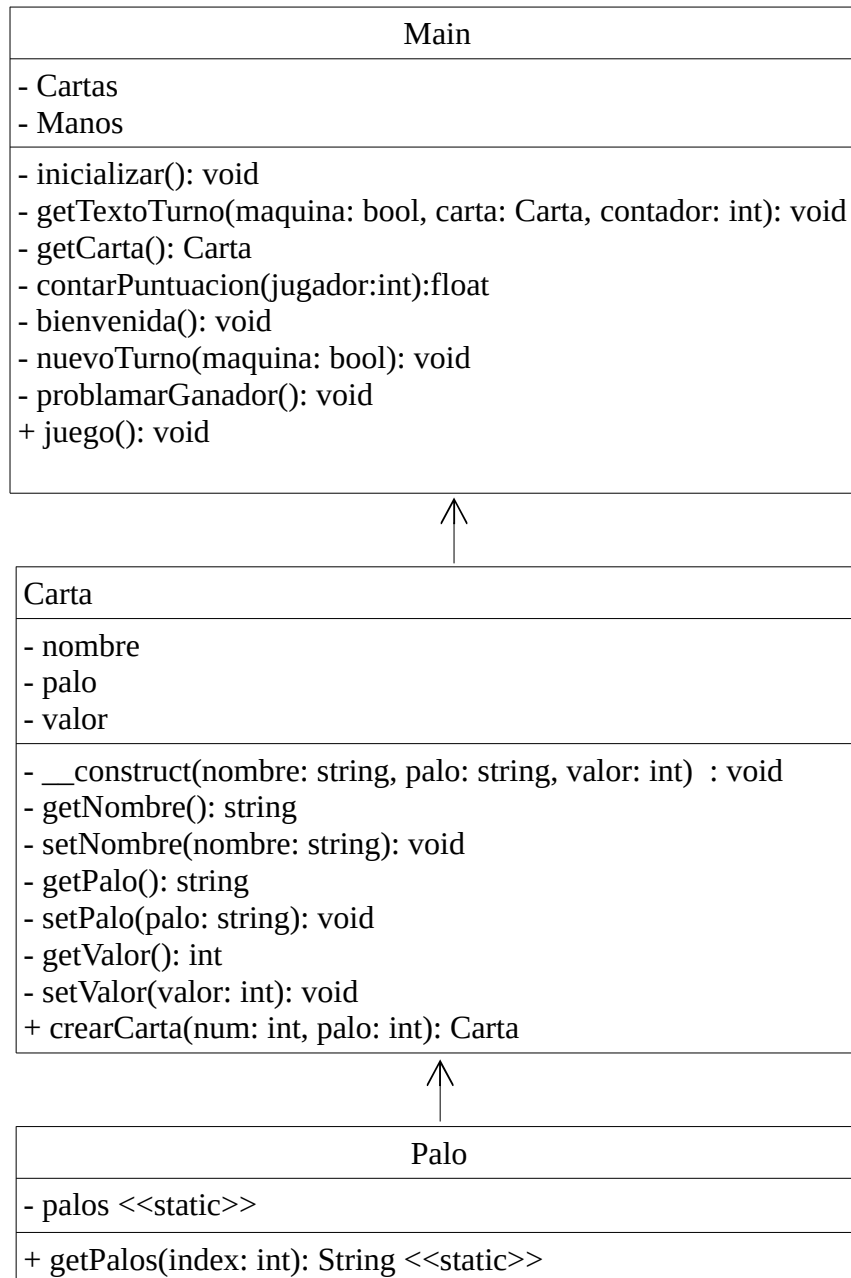 Main
- Cartas
- Manos
- inicializar(): void
- getTextoTurno(maquina: bool, carta: Carta, contador: int): void
- getCarta(): Carta
- contarPuntuacion(jugador:int):float
- bienvenida(): void
- nuevoTurno(maquina: bool): void
- problamarGanador(): void
+ juego(): void
Carta
- nombre
- palo
- valor
- __construct(nombre: string, palo: string, valor: int)  : void
- getNombre(): string
- setNombre(nombre: string): void
- getPalo(): string
- setPalo(palo: string): void
- getValor(): int
- setValor(valor: int): void
+ crearCarta(num: int, palo: int): Carta
Palo
- palos <<static>>
+ getPalos(index: int): String <<static>>